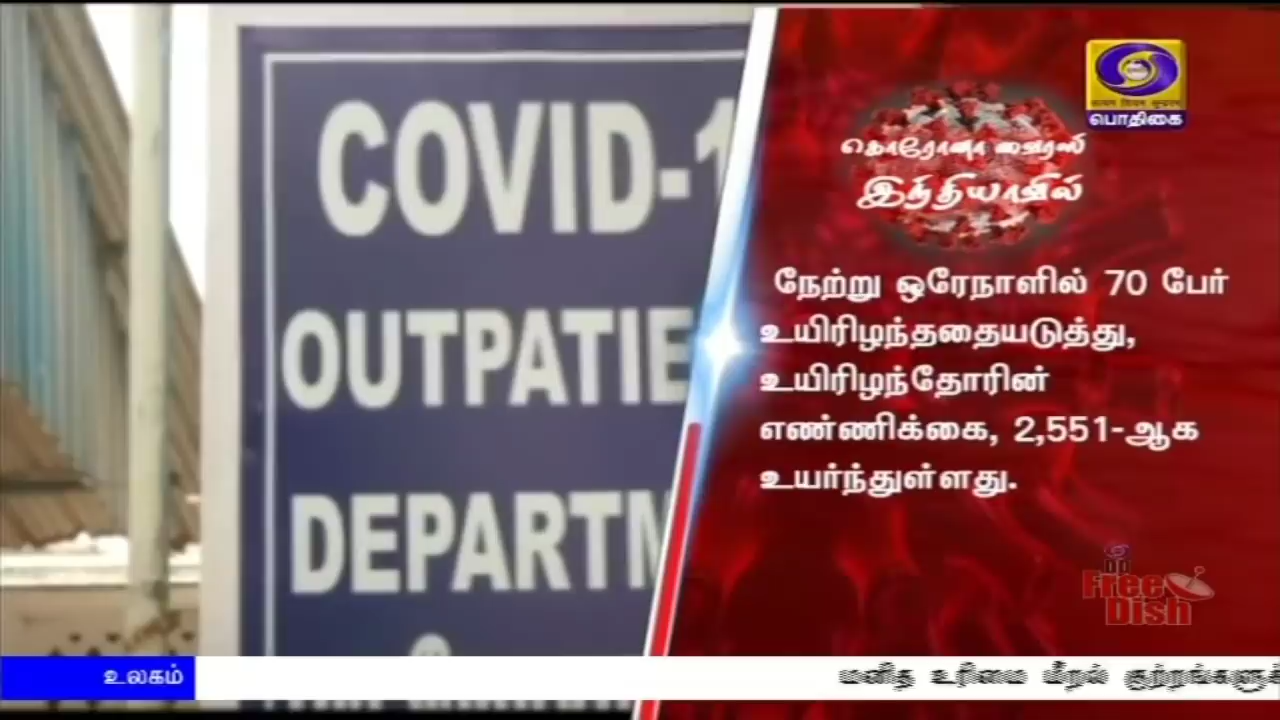 COVID-1
OUTPATIE
DEPARTM
பொதிகை
கொரோனா வைரஸ்
இந்தியாவில்
நேற்று ஒரேநாளில் 70 பேர்
உயிரிழந்ததையடுத்து,
உயிரிழந்தோரின்
எண்ணிக்கை, 2,551-ஆக
உயர்ந்துள்ளது.
DD
Free
Dish
உலகம்
மனித உரிமை மீறல் குற்றங்களுக்